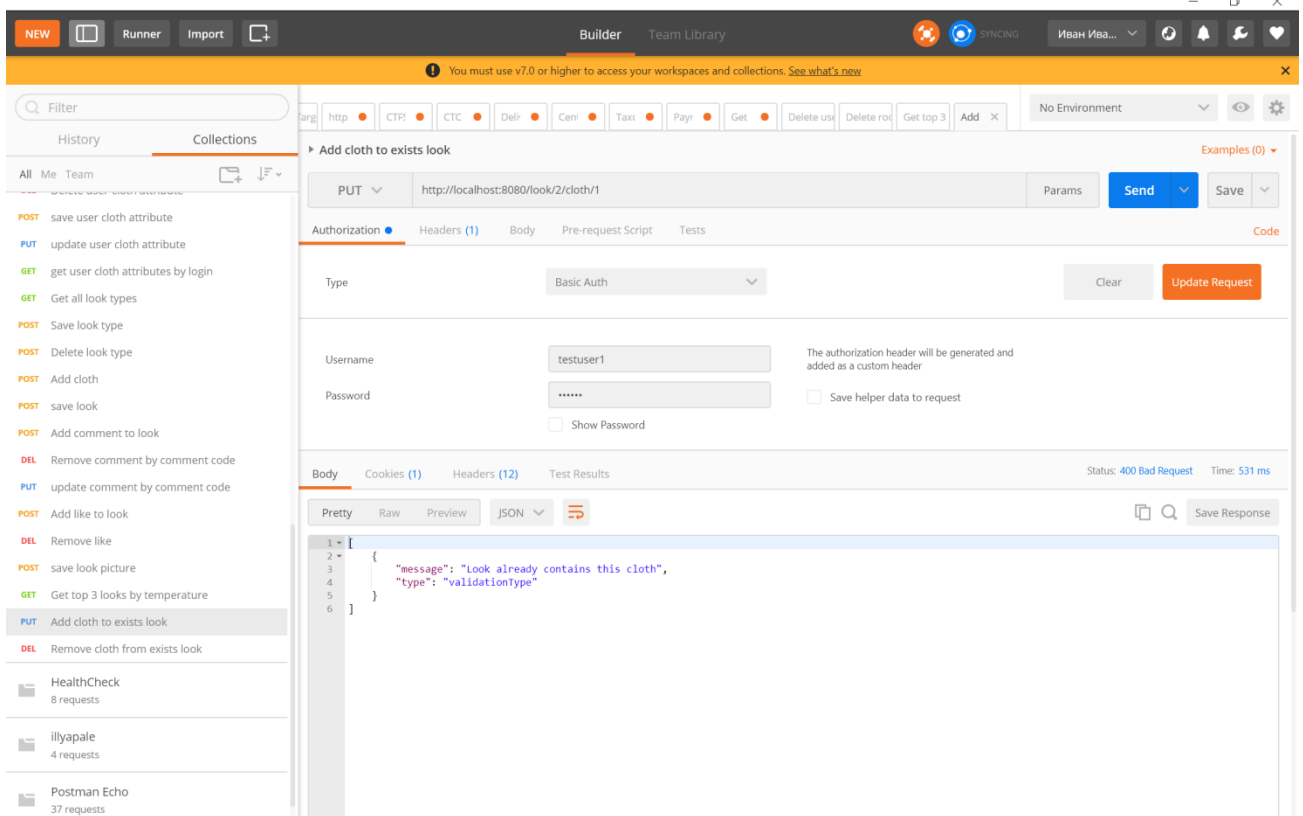 NEW Runner Import Builder Team Library SYNCING Иван Ива...
You must use v7.0 or higher to access your workspaces and collections. See what's new
Filter
History Collections
All Me Team
Delete user cloth attribute
POST save user cloth attribute
PUT update user cloth attribute
GET get user cloth attributes by login
GET Get all look types
POST Save look type
POST Delete look type
POST Add cloth
POST save look
POST Add comment to look
DEL Remove comment by comment code
PUT update comment by comment code
POST Add like to look
DEL Remove like
POST save look picture
GET Get top 3 looks by temperature
PUT Add cloth to exists look
DEL Remove cloth from exists look
HealthCheck
8 requests
illyapale
4 requests
Postman Echo
37 requests
http CTP CTC Deli Cen Tax Payr Get Delete us Delete roc Get top 3 Add
No Environment
Add cloth to exists look Examples (0)
PUT http://localhost:8080/look/2/cloth/1 Params Send Save
Authorization Headers (1) Body Pre-request Script Tests Code
Type Basic Auth Clear Update Request
Username testuser1
The authorization header will be generated and
added as a custom header
Password ••••••
Save helper data to request
Show Password
Body Cookies (1) Headers (12) Test Results Status: 400 Bad Request Time: 531 ms
Pretty Raw Preview JSON Save Response
1 [
2 {
3 "message": "Look already contains this cloth",
4 "type": "validationType"
5 }
6 ]